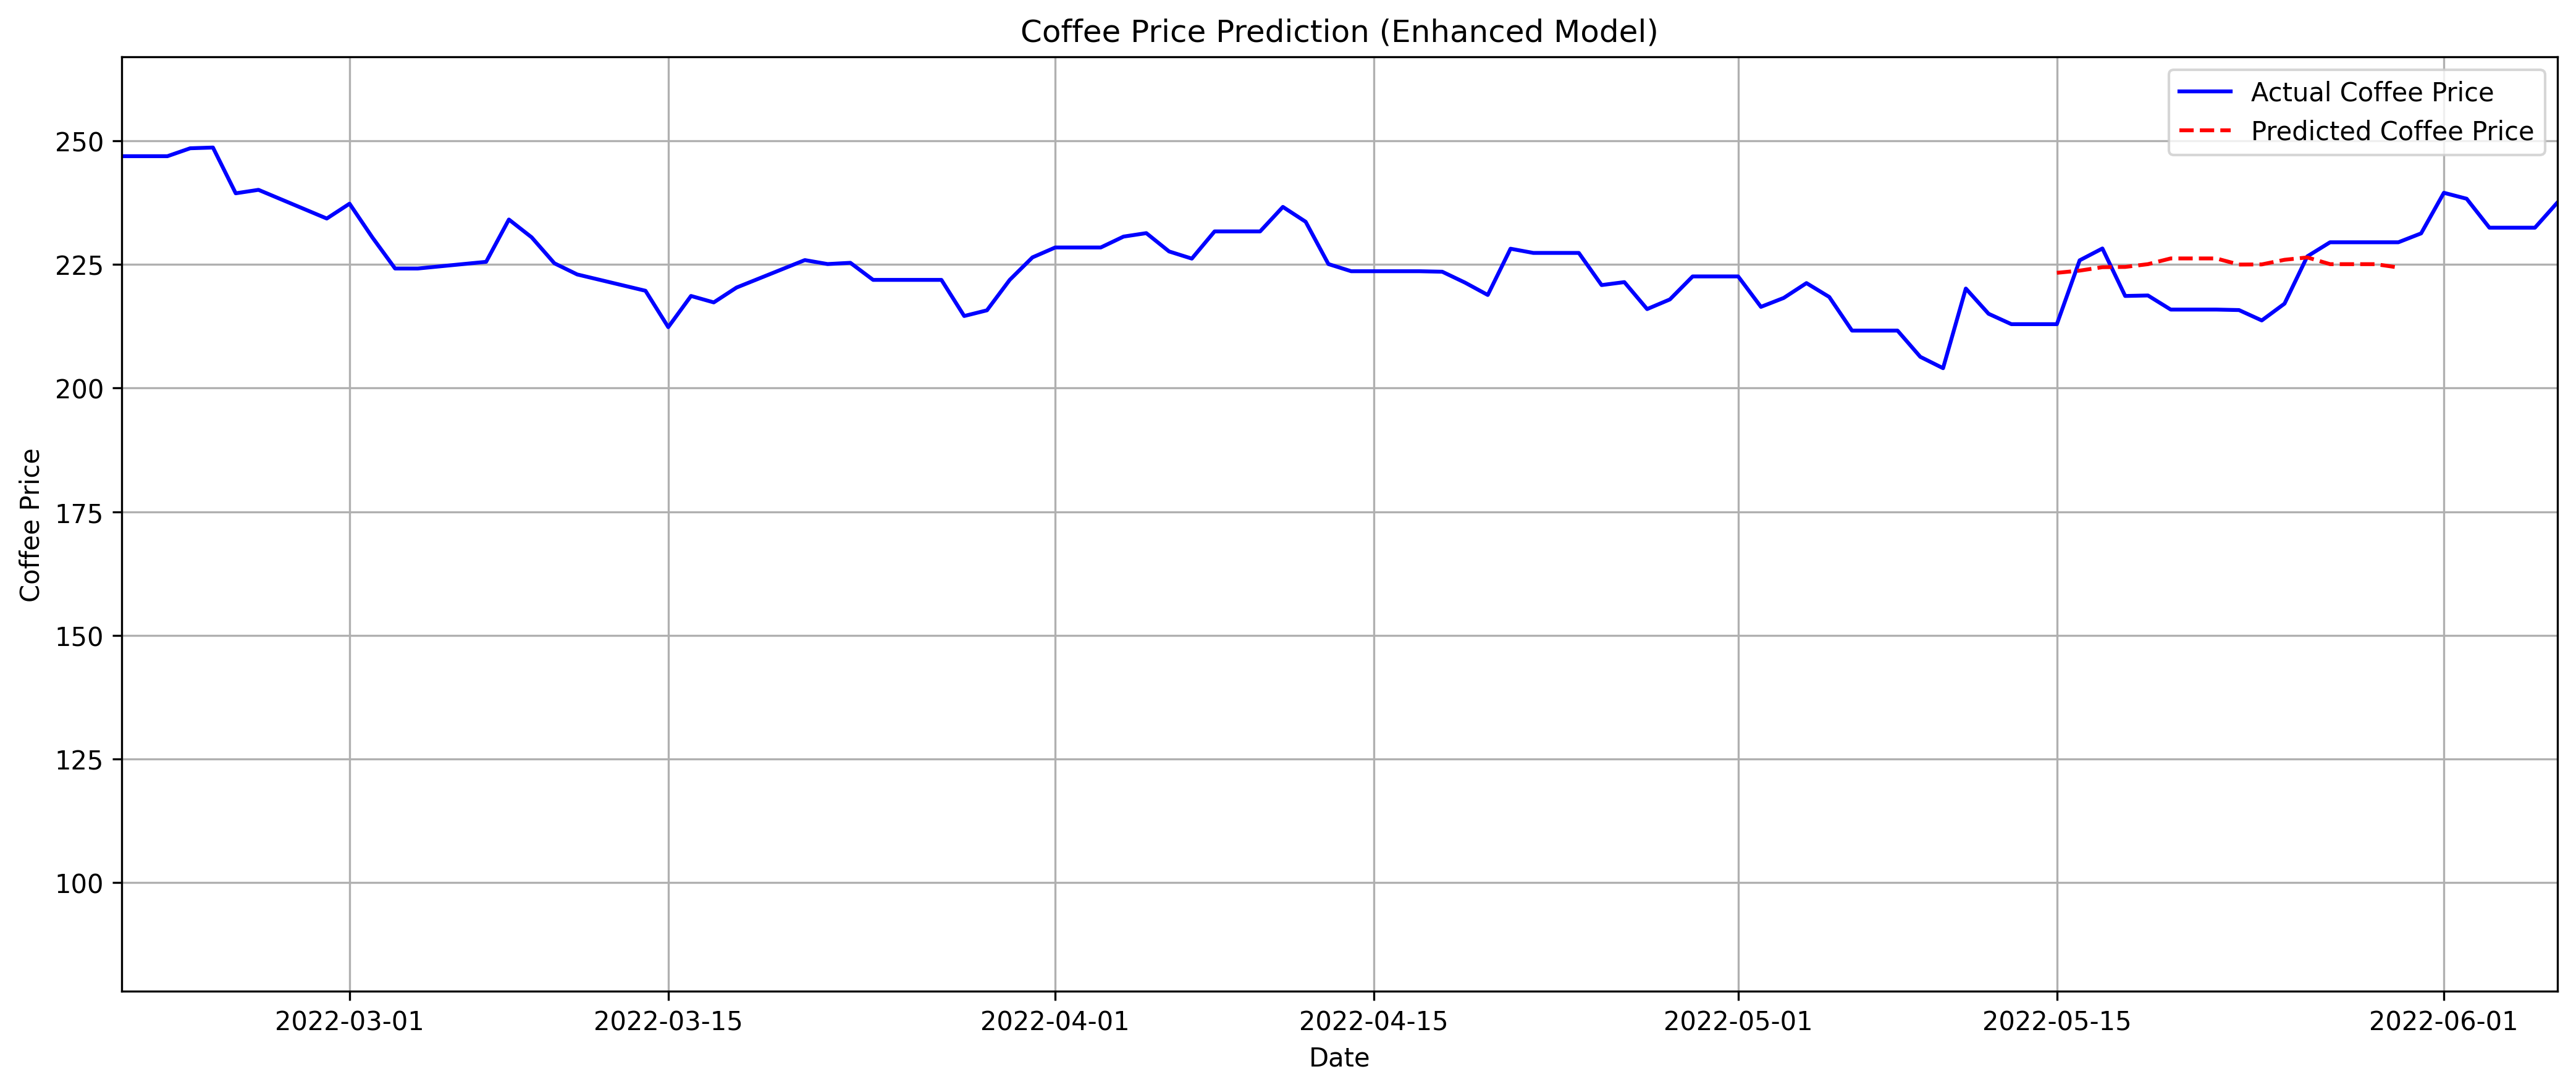 Coffee Price Prediction (Enhanced Model)
Actual Coffee Price
Predicted Coffee Price
Coffee Price
250
225
200
175
150
125
100
2022-03-01
2022-03-15
2022-04-01
2022-04-15
2022-05-01
2022-05-15
2022-06-01
Date